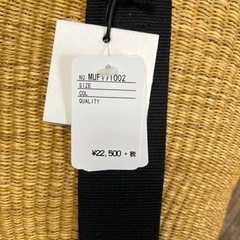 NO. MUF171002
SIZE
COL
QUALITY
¥22,500+税